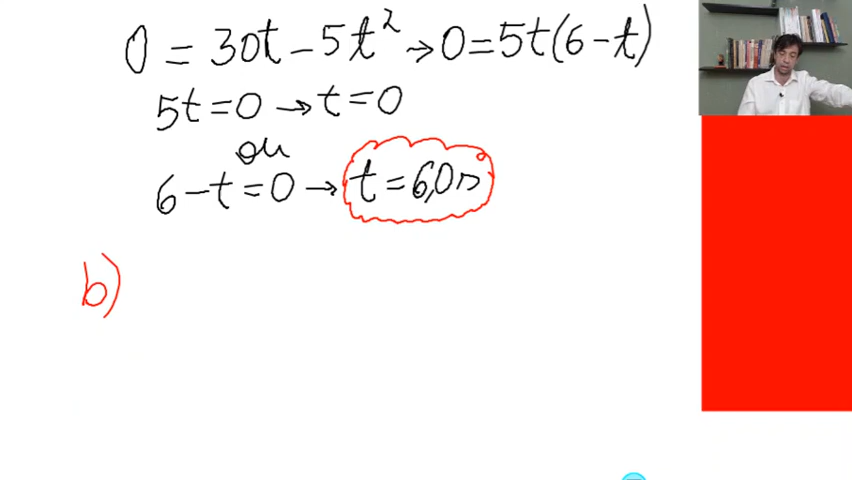 0 = 30t − 5t² → 0 = 5t(6 − t)
5t = 0 → t = 0
ou
6 − t = 0 → t = 6,0 s
b)